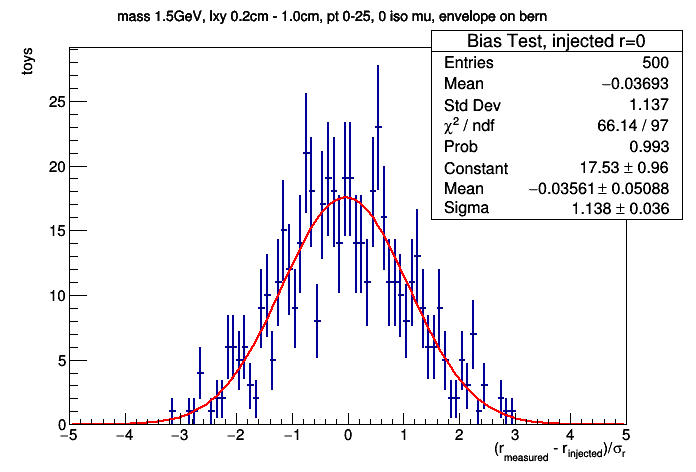 mass 1.5GeV, lxy 0.2cm - 1.0cm, pt 0-25, 0 iso mu, envelope on bern
Bias Test, injected r=0
Entries 500
Mean −0.03693
Std Dev 1.137
χ² / ndf 66.14 / 97
Prob 0.993
Constant 17.53 ± 0.96
Mean −0.03561 ± 0.05088
Sigma 1.138 ± 0.036
toys
25
20
15
10
5
0
−5 −4 −3 −2 −1 0 1 2 3 4 5
(r_measured - r_injected)/σ_r